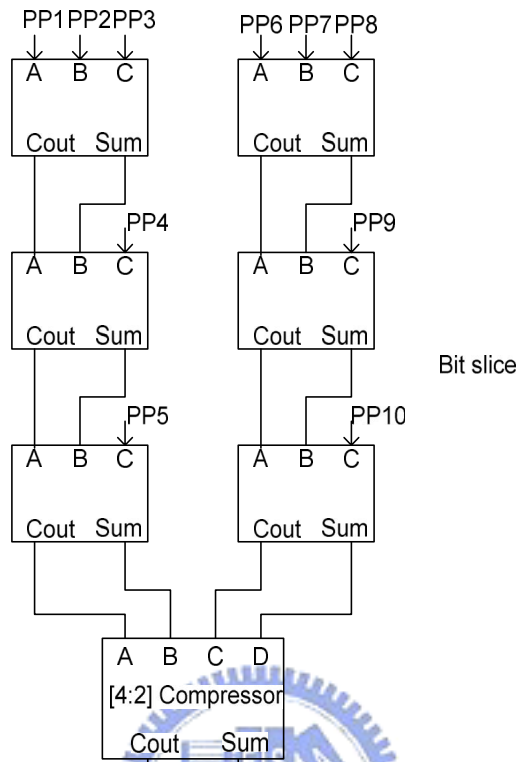 PP1 PP2 PP3 PP6 PP7 PP8
A B C A B C
Cout Sum Cout Sum
PP4 PP9
A B C A B C
Cout Sum Cout Sum
Bit slice
PP5 PP10
A B C A B C
Cout Sum Cout Sum
A B C D
[4:2] Compressor
Cout Sum